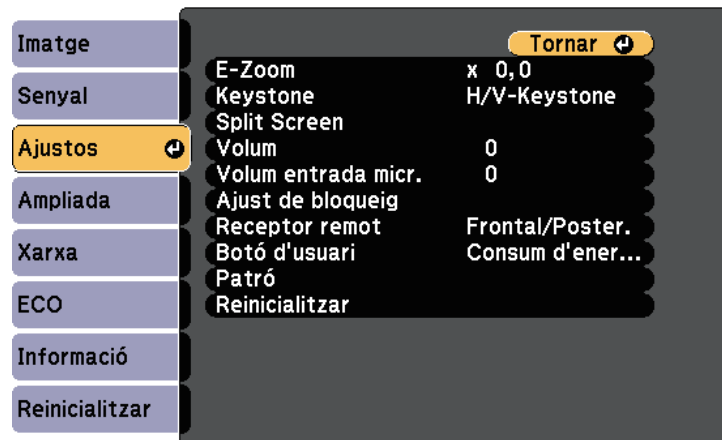 Imatge
Senyal
Ajustos
Ampliada
Xarxa
ECO
Informació
Reinicialitzar
Tornar
E-Zoom x 0,0
Keystone H/V-Keystone
Split Screen
Volum 0
Volum entrada micr. 0
Ajust de bloqueig
Receptor remot Frontal/Poster.
Botó d'usuari Consum d'ener...
Patró
Reinicialitzar